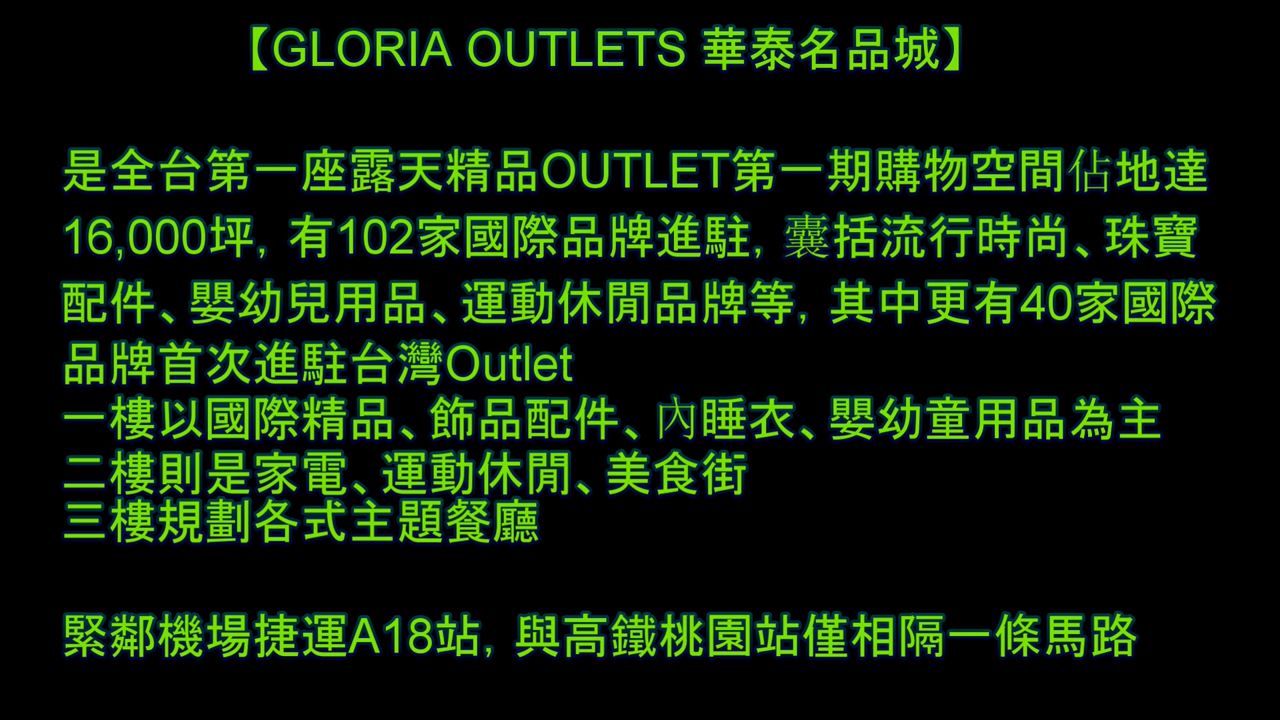 【GLORIA OUTLETS 華泰名品城】
是全台第一座露天精品OUTLET第一期購物空間佔地達
16,000坪, 有102家國際品牌進駐, 囊括流行時尚、珠寶
配件、嬰幼兒用品、運動休閒品牌等, 其中更有40家國際
品牌首次進駐台灣Outlet
一樓以國際精品、飾品配件、內睡衣、嬰幼童用品為主
二樓則是家電、運動休閒、美食街
三樓規劃各式主題餐廳
緊鄰機場捷運A18站, 與高鐵桃園站僅相隔一條馬路